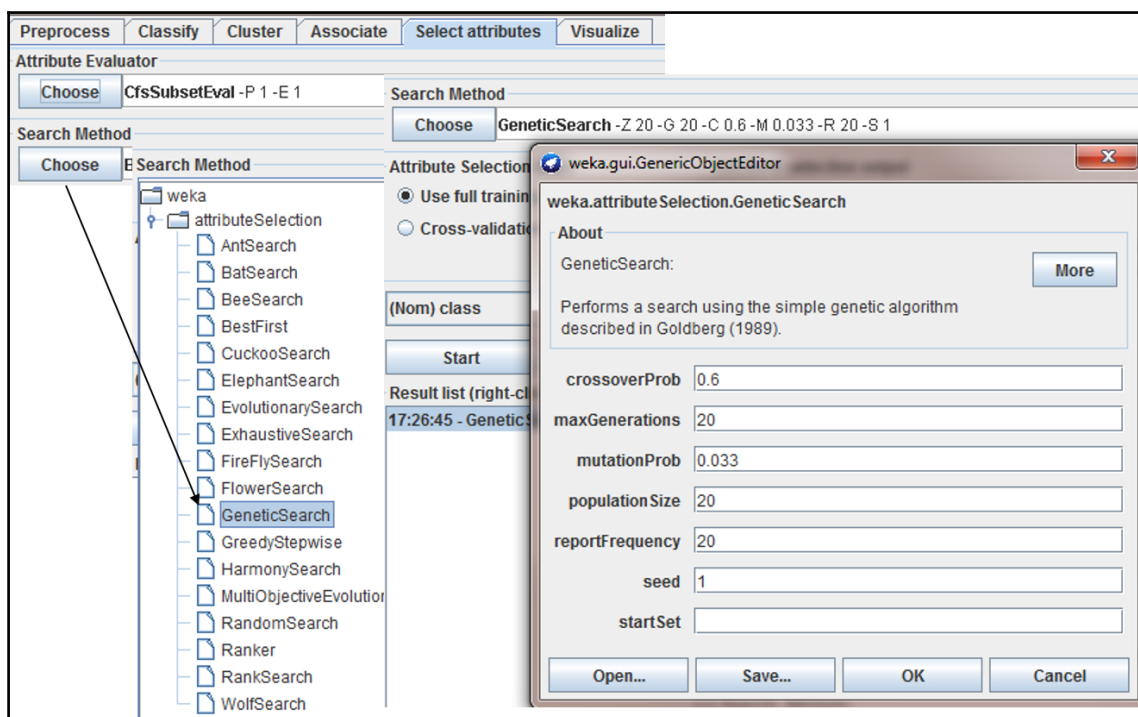 Preprocess Classify Cluster Associate Select attributes Visualize
Attribute Evaluator
Choose CfsSubsetEval -P 1 -E 1
Search Method
Choose B
Search Method
weka
attributeSelection
AntSearch
BatSearch
BeeSearch
BestFirst
CuckooSearch
ElephantSearch
EvolutionarySearch
ExhaustiveSearch
FireFlySearch
FlowerSearch
GeneticSearch
GreedyStepwise
HarmonySearch
MultiObjectiveEvolution
RandomSearch
Ranker
RankSearch
WolfSearch
Search Method
Choose GeneticSearch -Z 20 -G 20 -C 0.6 -M 0.033 -R 20 -S 1
Attribute Selection
Use full trainin
Cross-validatio
(Nom) class
Start
Result list (right-cl
17:26:45 - GeneticS
weka.gui.GenericObjectEditor
weka.attributeSelection.GeneticSearch
About
GeneticSearch:
More
Performs a search using the simple genetic algorithm
described in Goldberg (1989).
crossoverProb 0.6
maxGenerations 20
mutationProb 0.033
populationSize 20
reportFrequency 20
seed 1
startSet
Open... Save... OK Cancel